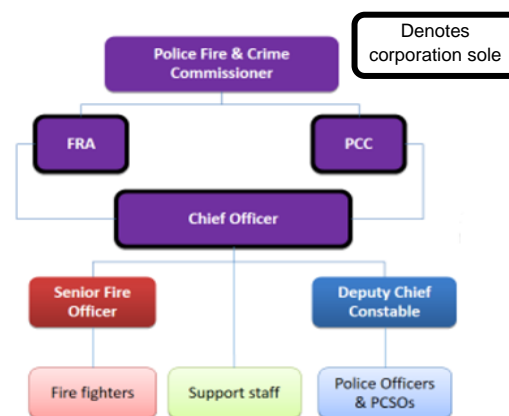 Denotes
corporation sole
Police Fire & Crime
Commissioner
FRA
PCC
Chief Officer
Senior Fire
Officer
Deputy Chief
Constable
Fire fighters
Support staff
Police Officers
& PCSOs